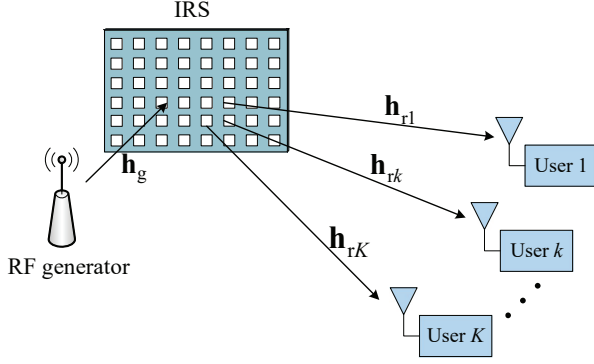 IRS
h_r1
h_rk
h_g
User 1
h_rK
User k
RF generator
User K